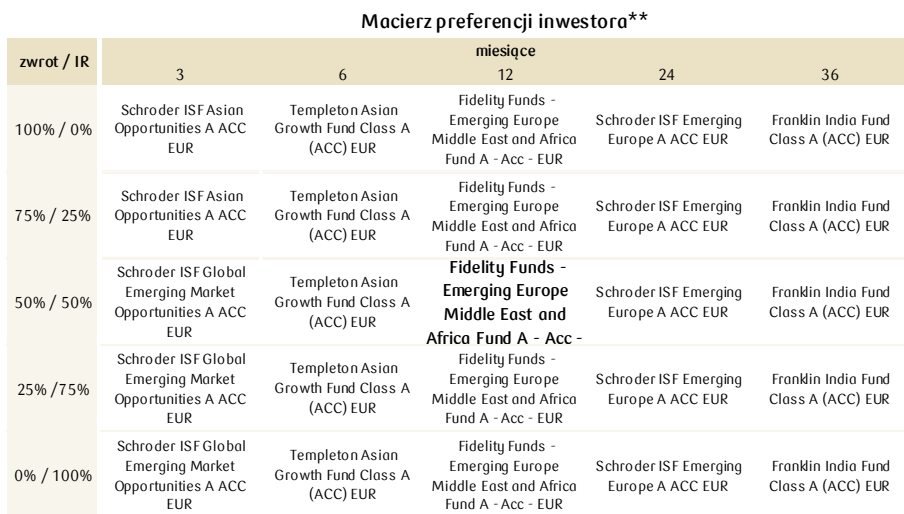 Macierz preferencji inwestora**
zwrot / IR
miesiące
3 6 12 24 36
100% / 0%
Schroder ISF Asian
Opportunities A ACC
EUR
Templeton Asian
Growth Fund Class A
(ACC) EUR
Fidelity Funds -
Emerging Europe
Middle East and Africa
Fund A - Acc - EUR
Schroder ISF Emerging
Europe A ACC EUR
Franklin India Fund
Class A (ACC) EUR
75% / 25%
Schroder ISF Asian
Opportunities A ACC
EUR
Templeton Asian
Growth Fund Class A
(ACC) EUR
Fidelity Funds -
Emerging Europe
Middle East and Africa
Fund A - Acc - EUR
Schroder ISF Emerging
Europe A ACC EUR
Franklin India Fund
Class A (ACC) EUR
50% / 50%
Schroder ISF Global
Emerging Market
Opportunities A ACC
EUR
Templeton Asian
Growth Fund Class A
(ACC) EUR
Fidelity Funds -
Emerging Europe
Middle East and
Africa Fund A - Acc -
Schroder ISF Emerging
Europe A ACC EUR
Franklin India Fund
Class A (ACC) EUR
25% /75%
Schroder ISF Global
Emerging Market
Opportunities A ACC
EUR
Templeton Asian
Growth Fund Class A
(ACC) EUR
Fidelity Funds -
Emerging Europe
Middle East and Africa
Fund A - Acc - EUR
Schroder ISF Emerging
Europe A ACC EUR
Franklin India Fund
Class A (ACC) EUR
0% / 100%
Schroder ISF Global
Emerging Market
Opportunities A ACC
EUR
Templeton Asian
Growth Fund Class A
(ACC) EUR
Fidelity Funds -
Emerging Europe
Middle East and Africa
Fund A - Acc - EUR
Schroder ISF Emerging
Europe A ACC EUR
Franklin India Fund
Class A (ACC) EUR